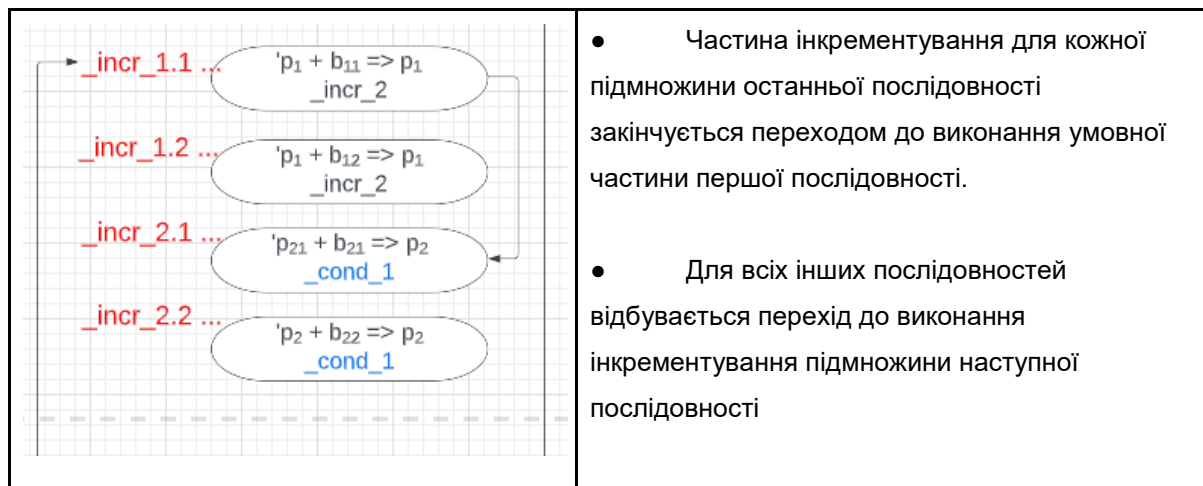 _incr_1.1 ...
'p₁ + b₁₁ => p₁
_incr_2
_incr_1.2 ...
'p₁ + b₁₂ => p₁
_incr_2
_incr_2.1 ...
'p₂₁ + b₂₁ => p₂
_cond_1
_incr_2.2 ...
'p₂ + b₂₂ => p₂
_cond_1
● Частина інкрементування для кожної
підмножини останньої послідовності
закінчується переходом до виконання умовної
частини першої послідовності.
● Для всіх інших послідовностей
відбувається перехід до виконання
інкрементування підмножини наступної
послідовності